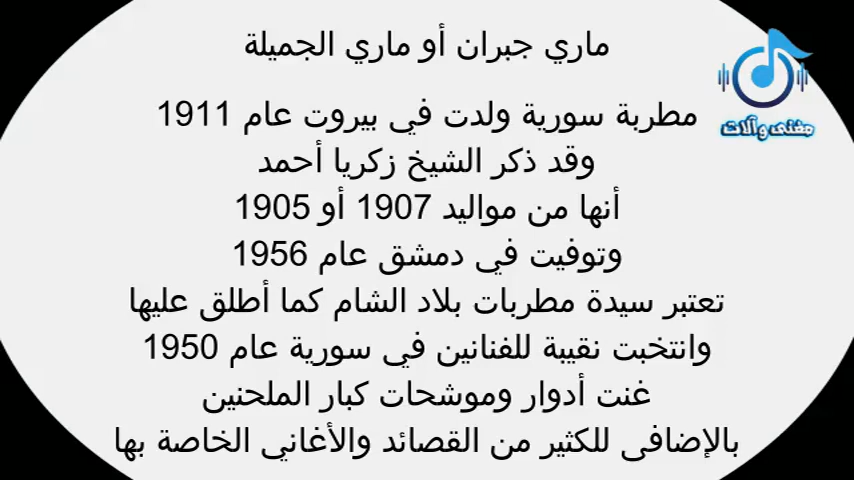 ماري جبران أو ماري الجميلة
مطربة سورية ولدت في بيروت عام 1911
وقد ذكر الشيخ زكريا أحمد
أنها من مواليد 1907 أو 1905
وتوفيت في دمشق عام 1956
تعتبر سيدة مطربات بلاد الشام كما أطلق عليها
وانتخبت نقيبة للفنانين في سورية عام 1950
غنت أدوار وموشحات كبار الملحنين
بالإضافى للكثير من القصائد والأغاني الخاصة بها
مغنى وآلات